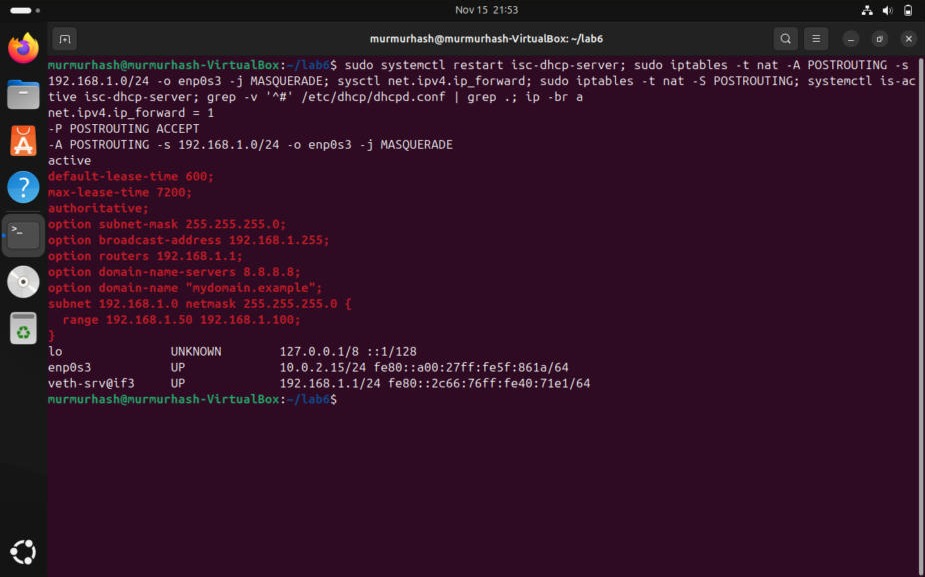 Nov 15 21:53
murmurhash@murmurhash-VirtualBox: ~/lab6
murmurhash@murmurhash-VirtualBox:~/lab6$ sudo systemctl restart isc-dhcp-server; sudo iptables -t nat -A POSTROUTING -s
192.168.1.0/24 -o enp0s3 -j MASQUERADE; sysctl net.ipv4.ip_forward; sudo iptables -t nat -S POSTROUTING; systemctl is-ac
tive isc-dhcp-server; grep -v '^#' /etc/dhcp/dhcpd.conf | grep .; ip -br a
net.ipv4.ip_forward = 1
-P POSTROUTING ACCEPT
-A POSTROUTING -s 192.168.1.0/24 -o enp0s3 -j MASQUERADE
active
default-lease-time 600;
max-lease-time 7200;
authoritative;
option subnet-mask 255.255.255.0;
option broadcast-address 192.168.1.255;
option routers 192.168.1.1;
option domain-name-servers 8.8.8.8;
option domain-name "mydomain.example";
subnet 192.168.1.0 netmask 255.255.255.0 {
  range 192.168.1.50 192.168.1.100;
}
lo UNKNOWN 127.0.0.1/8 ::1/128
enp0s3 UP 10.0.2.15/24 fe80::a00:27ff:fe5f:861a/64
veth-srv@if3 UP 192.168.1.1/24 fe80::2c66:76ff:fe40:71e1/64
murmurhash@murmurhash-VirtualBox:~/lab6$